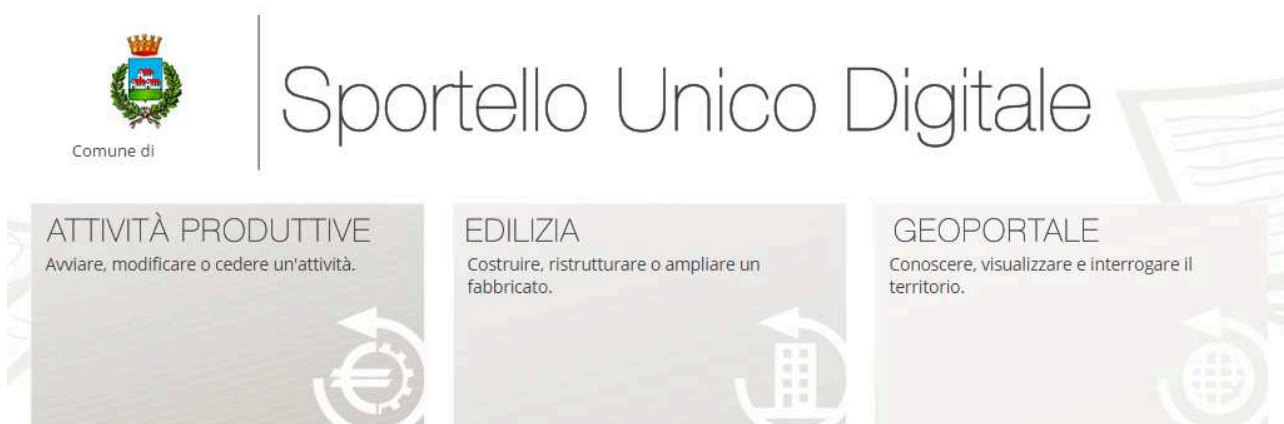 Sportello Unico Digitale
Comune di
ATTIVITÀ PRODUTTIVE
Avviare, modificare o cedere un'attività.
EDILIZIA
Costruire, ristrutturare o ampliare un
fabbricato.
GEOPORTALE
Conoscere, visualizzare e interrogare il
territorio.